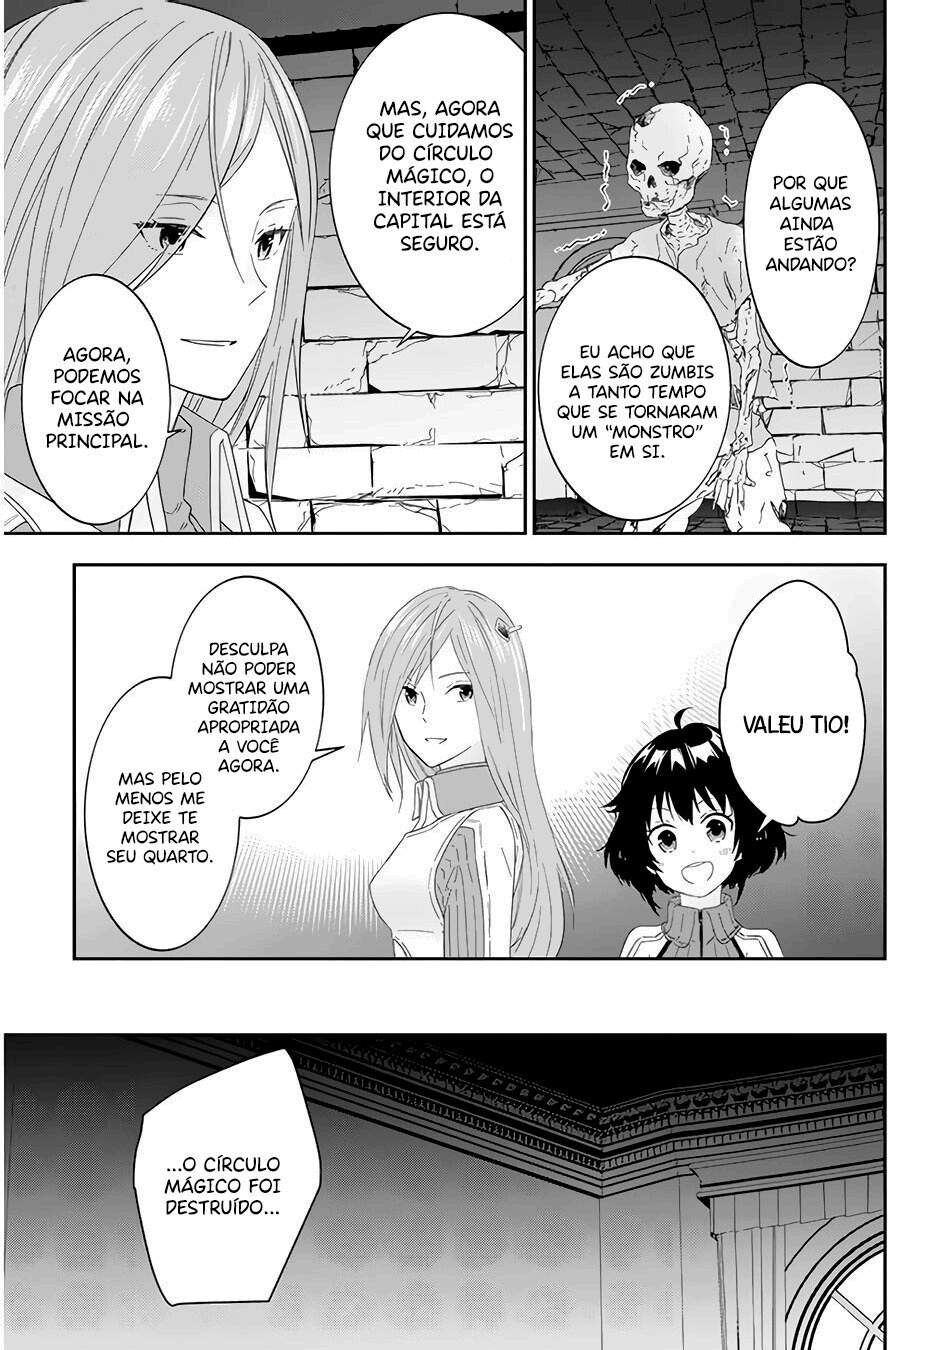 POR QUE
ALGUMAS
AINDA
ESTÃO
ANDANDO?
EU ACHO QUE
ELAS SÃO ZUMBIS
A TANTO TEMPO
QUE SE TORNARAM
UM "MONSTRO"
EM SI.
MAS, AGORA
QUE CUIDAMOS
DO CÍRCULO
MÁGICO, O
INTERIOR DA
CAPITAL ESTÁ
SEGURO.
AGORA,
PODEMOS
FOCAR NA
MISSÃO
PRINCIPAL.
VALEU TIO!
DESCULPA
NÃO PODER
MOSTRAR UMA
GRATIDÃO
APROPRIADA
A VOCÊ
AGORA.
MAS PELO
MENOS ME
DEIXE TE
MOSTRAR
SEU QUARTO.
...O CÍRCULO
MÁGICO FOI
DESTRUÍDO...